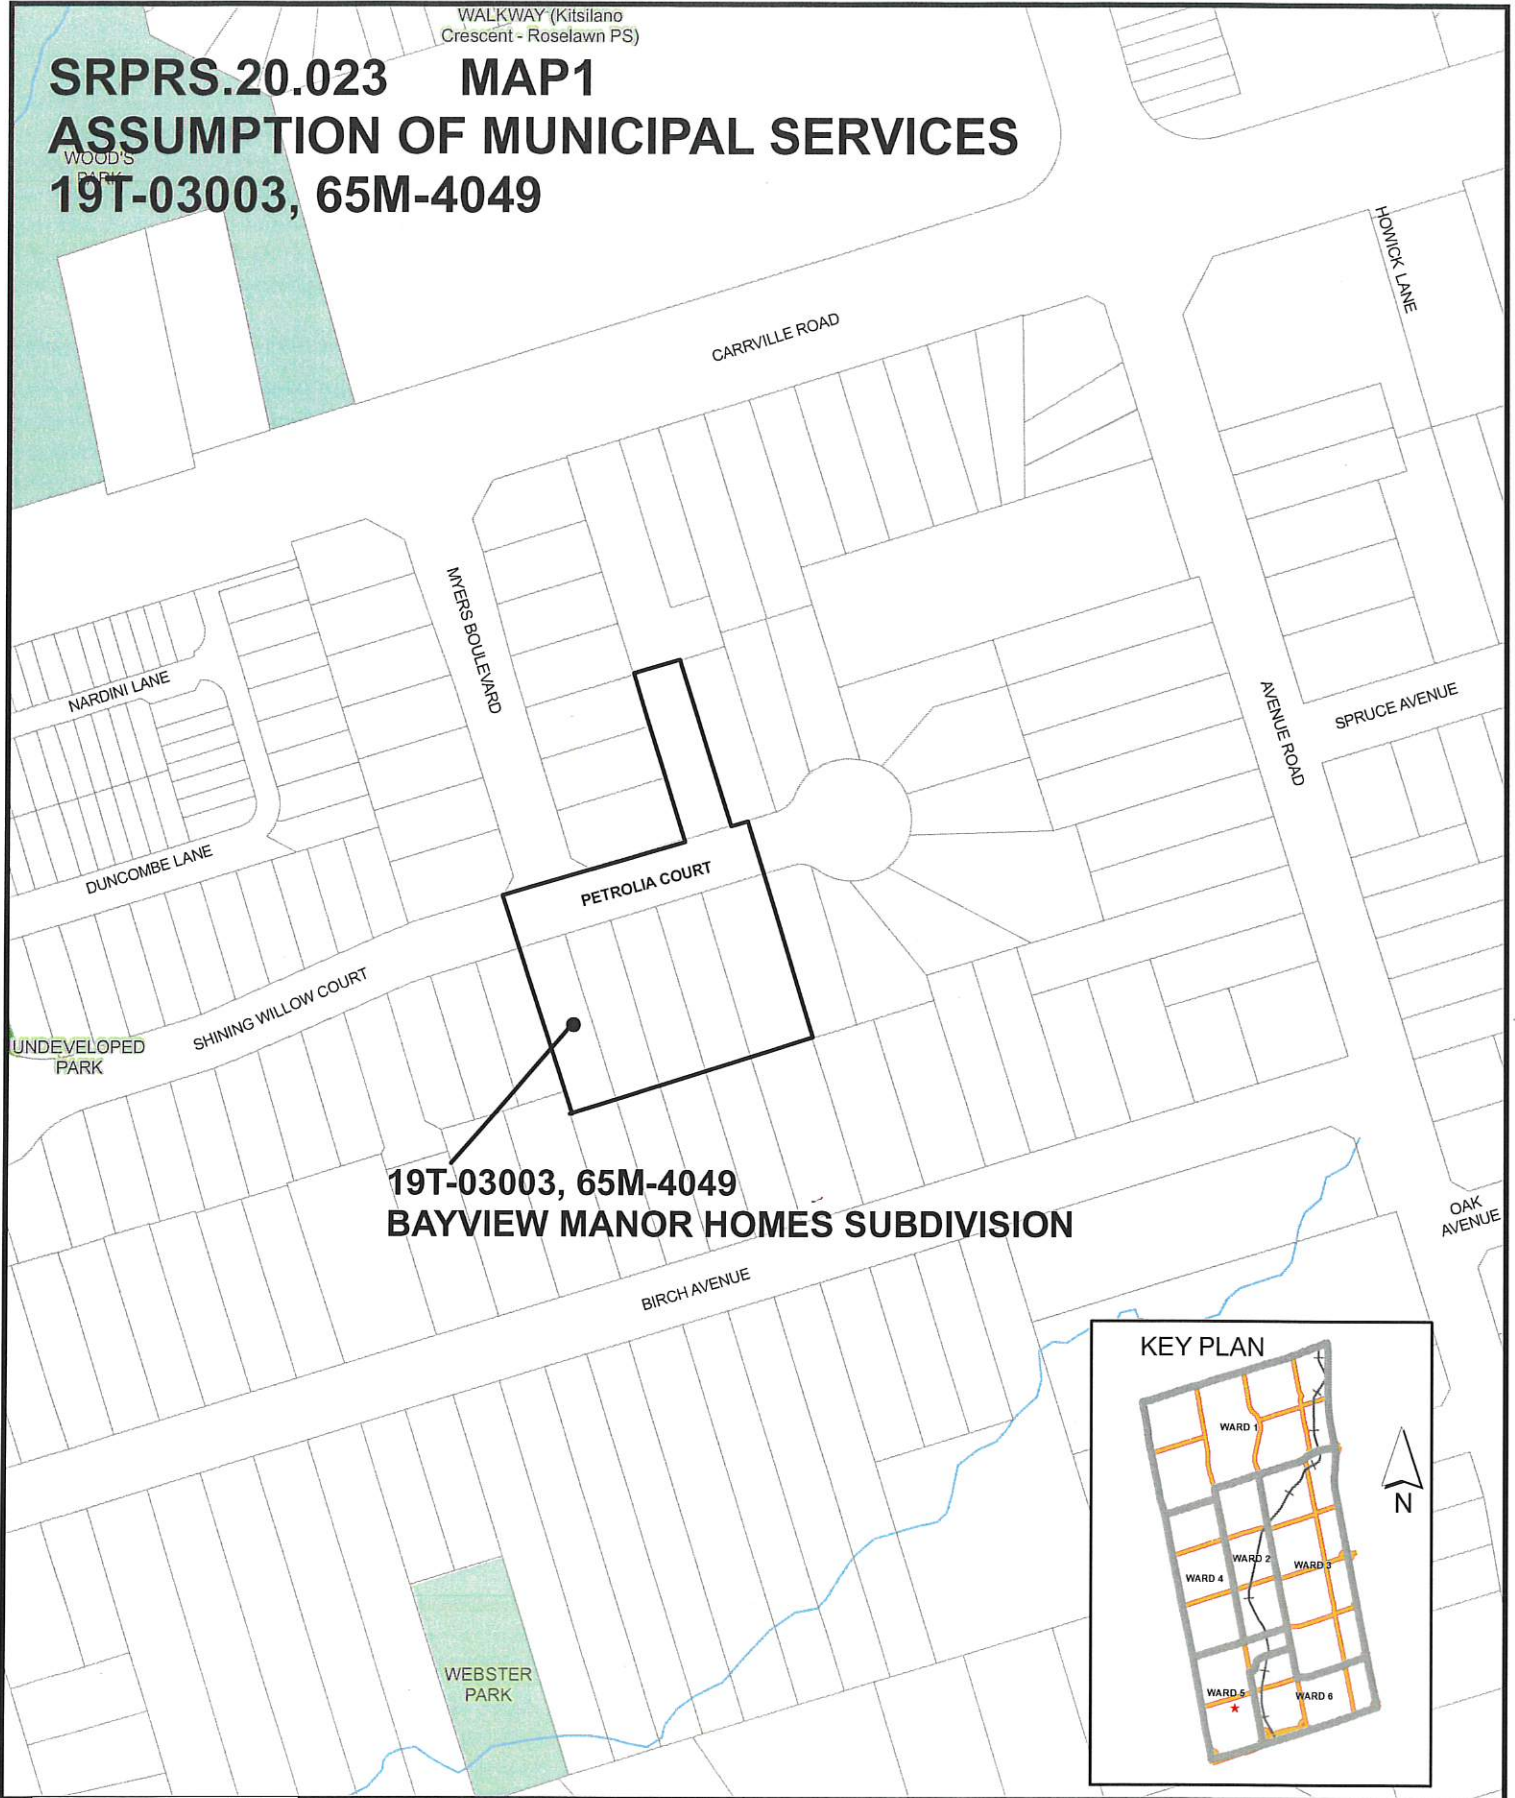 WALKWAY (Kitsilano
Crescent - Roselawn PS)
SRPRS.20.023 MAP1
ASSUMPTION OF MUNICIPAL SERVICES
WOOD'S
PARK
19T-03003, 65M-4049
HOWICK LANE
CARRVILLE ROAD
MYERS BOULEVARD
NARDINI LANE
AVENUE ROAD
SPRUCE AVENUE
DUNCOMBE LANE
PETROLIA COURT
SHINING WILLOW COURT
UNDEVELOPED
PARK
19T-03003, 65M-4049
BAYVIEW MANOR HOMES SUBDIVISION
OAK
AVENUE
BIRCH AVENUE
KEY PLAN
WARD 1
N
WARD 2
WARD 3
WARD 4
WARD 5
WARD 6
WEBSTER
PARK